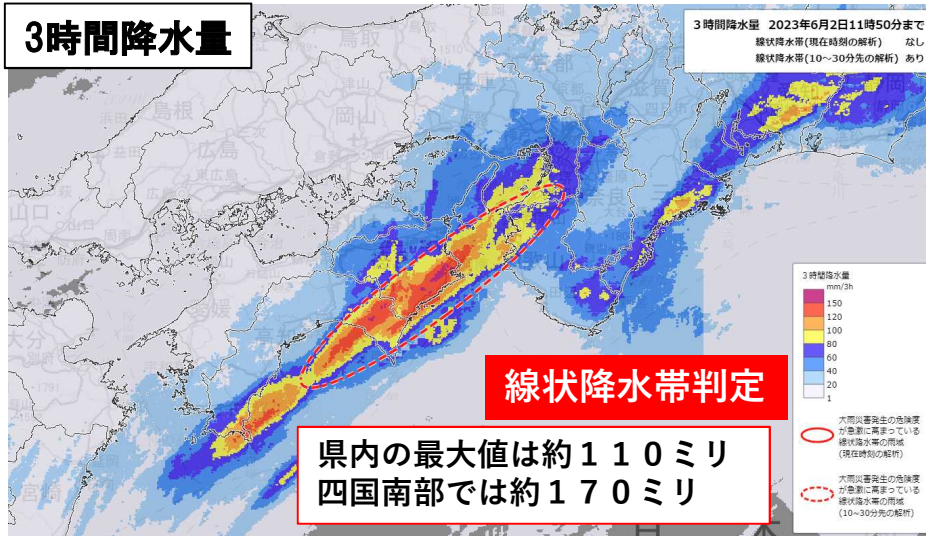 3時間降水量
3時間降水量 2023年6月2日11時50分まで
線状降水帯(現在時刻の解析) なし
線状降水帯(10～30分先の解析) あり
鳥取
島根
岡山
広島
山口
愛媛
高知
大分
宮崎
奈良
線状降水帯判定
県内の最大値は約１１０ミリ
四国南部では約１７０ミリ
3時間降水量
mm/3h
150
120
100
80
60
40
20
1
大雨災害発生の危険度
が急激に高まっている
線状降水帯の雨域
(現在時刻の解析)
大雨災害発生の危険度
が急激に高まっている
線状降水帯の雨域
(10~30分先の解析)